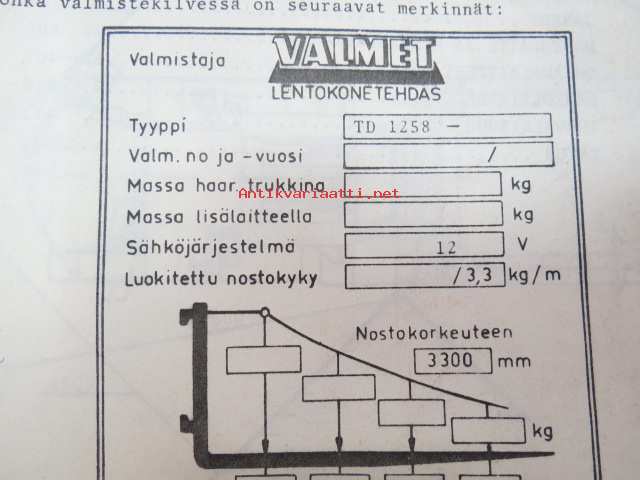 onka valmistekilvessä on seuraavat merkinnät:
Valmistaja VALMET
LENTOKONETEHDAS
Tyyppi TD 1258 —
Valm. no ja -vuosi /
Massa haar. trukkina kg
Antikvariaatti.net
Massa lisälaitteella kg
Sähköjärjestelmä 12 V
Luokitettu nostokyky /3,3 kg/m
Nostokorkeuteen
3300 mm
kg